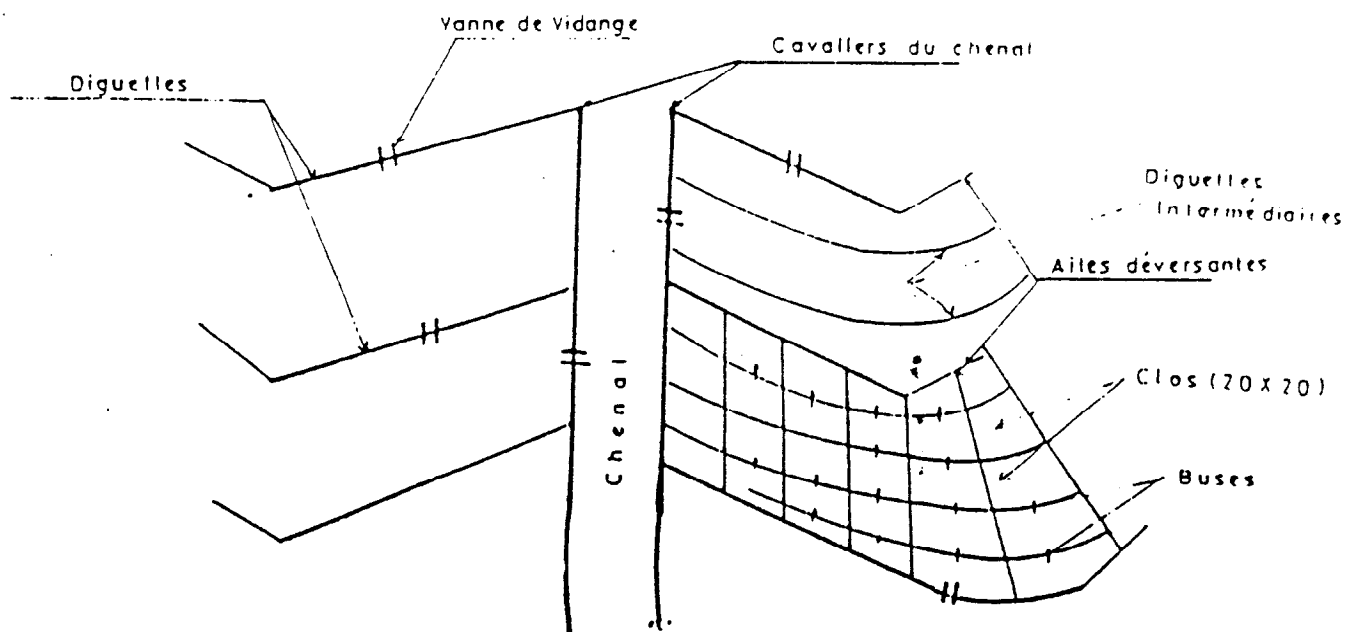 Vanne de Vidange
Cavaliers du chenal
Diguettes
Diguettes
Intermédiaires
Ailes déversantes
Chenal
Clos (20 X 20)
Buses